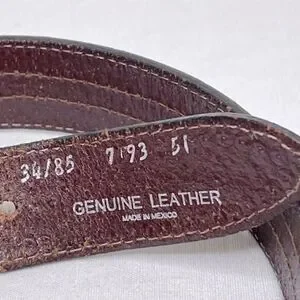 34/85 7'93 51
GENUINE LEATHER
MADE IN MEXICO